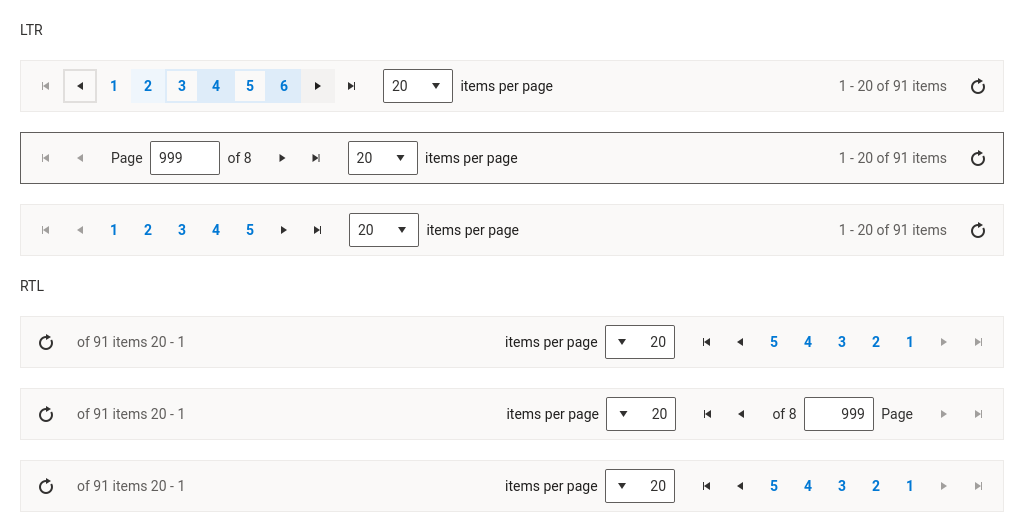 LTR
1 2 3 4 5 6 20 items per page 1 - 20 of 91 items
Page 999 of 8 20 items per page 1 - 20 of 91 items
1 2 3 4 5 20 items per page 1 - 20 of 91 items
RTL
of 91 items 20 - 1 items per page 20 5 4 3 2 1
of 91 items 20 - 1 items per page 20 of 8 999 Page
of 91 items 20 - 1 items per page 20 5 4 3 2 1